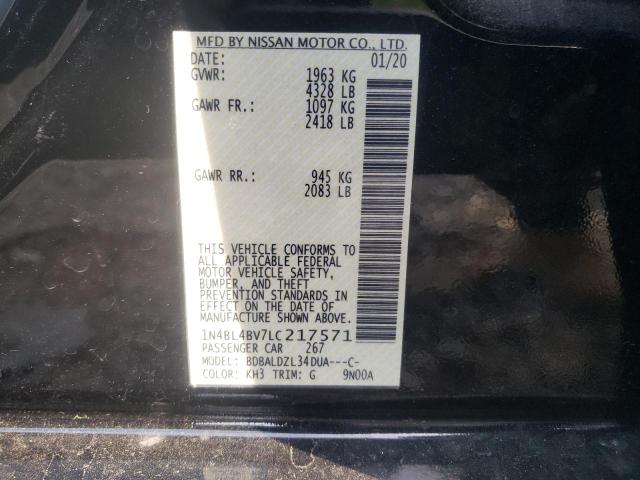 MFD BY NISSAN MOTOR CO., LTD.
DATE: 01/20
GVWR: 1963 KG
4328 LB
GAWR FR.: 1097 KG
2418 LB
GAWR RR.: 945 KG
2083 LB
THIS VEHICLE CONFORMS TO
ALL APPLICABLE FEDERAL
MOTOR VEHICLE SAFETY,
BUMPER, AND THEFT
PREVENTION STANDARDS IN
EFFECT ON THE DATE OF
MANUFACTURE SHOWN ABOVE.
1N4BL4BV7LC217571
PASSENGER CAR 267
MODEL: BDBALDZL34DUA---C-
COLOR: KH3 TRIM: G 9N00A